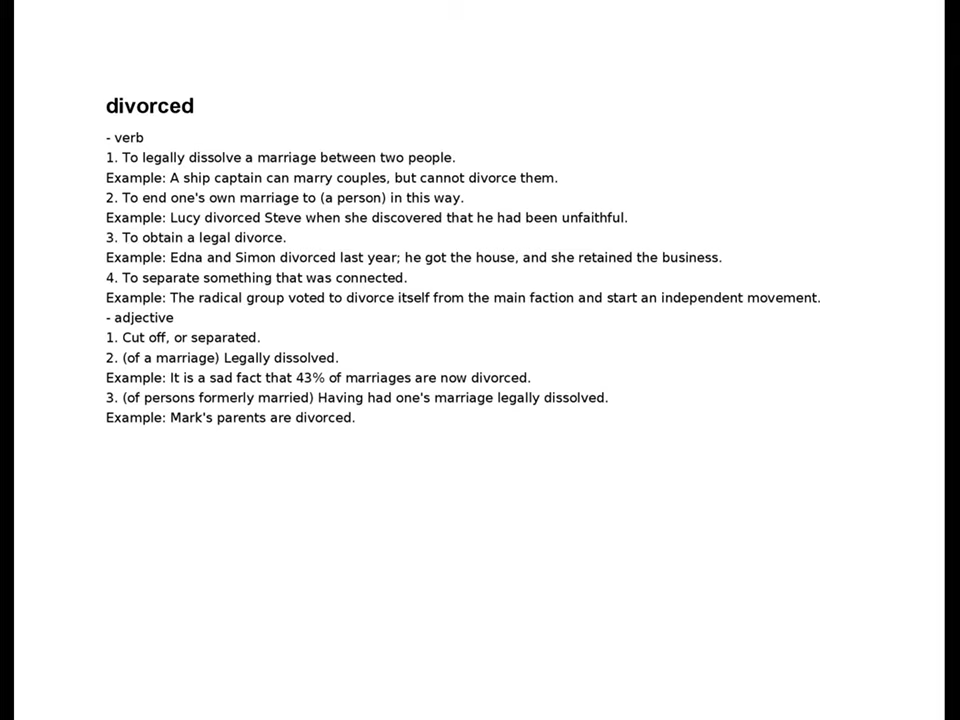 divorced
- verb
1. To legally dissolve a marriage between two people.
Example: A ship captain can marry couples, but cannot divorce them.
2. To end one's own marriage to (a person) in this way.
Example: Lucy divorced Steve when she discovered that he had been unfaithful.
3. To obtain a legal divorce.
Example: Edna and Simon divorced last year; he got the house, and she retained the business.
4. To separate something that was connected.
Example: The radical group voted to divorce itself from the main faction and start an independent movement.
- adjective
1. Cut off, or separated.
2. (of a marriage) Legally dissolved.
Example: It is a sad fact that 43% of marriages are now divorced.
3. (of persons formerly married) Having had one's marriage legally dissolved.
Example: Mark's parents are divorced.